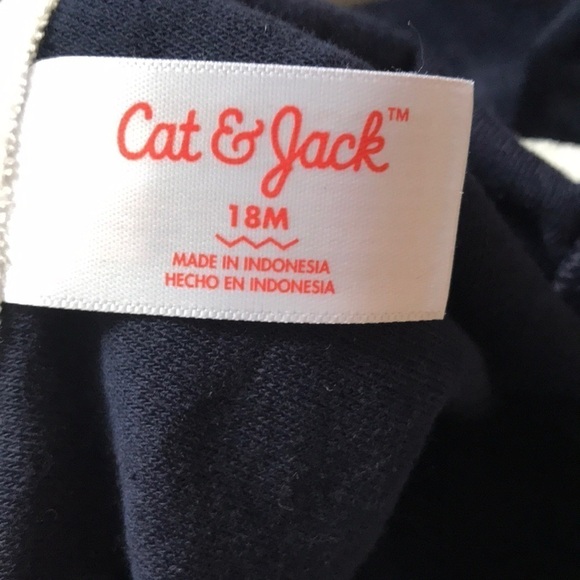 Cat & Jack™
18M
MADE IN INDONESIA
HECHO EN INDONESIA